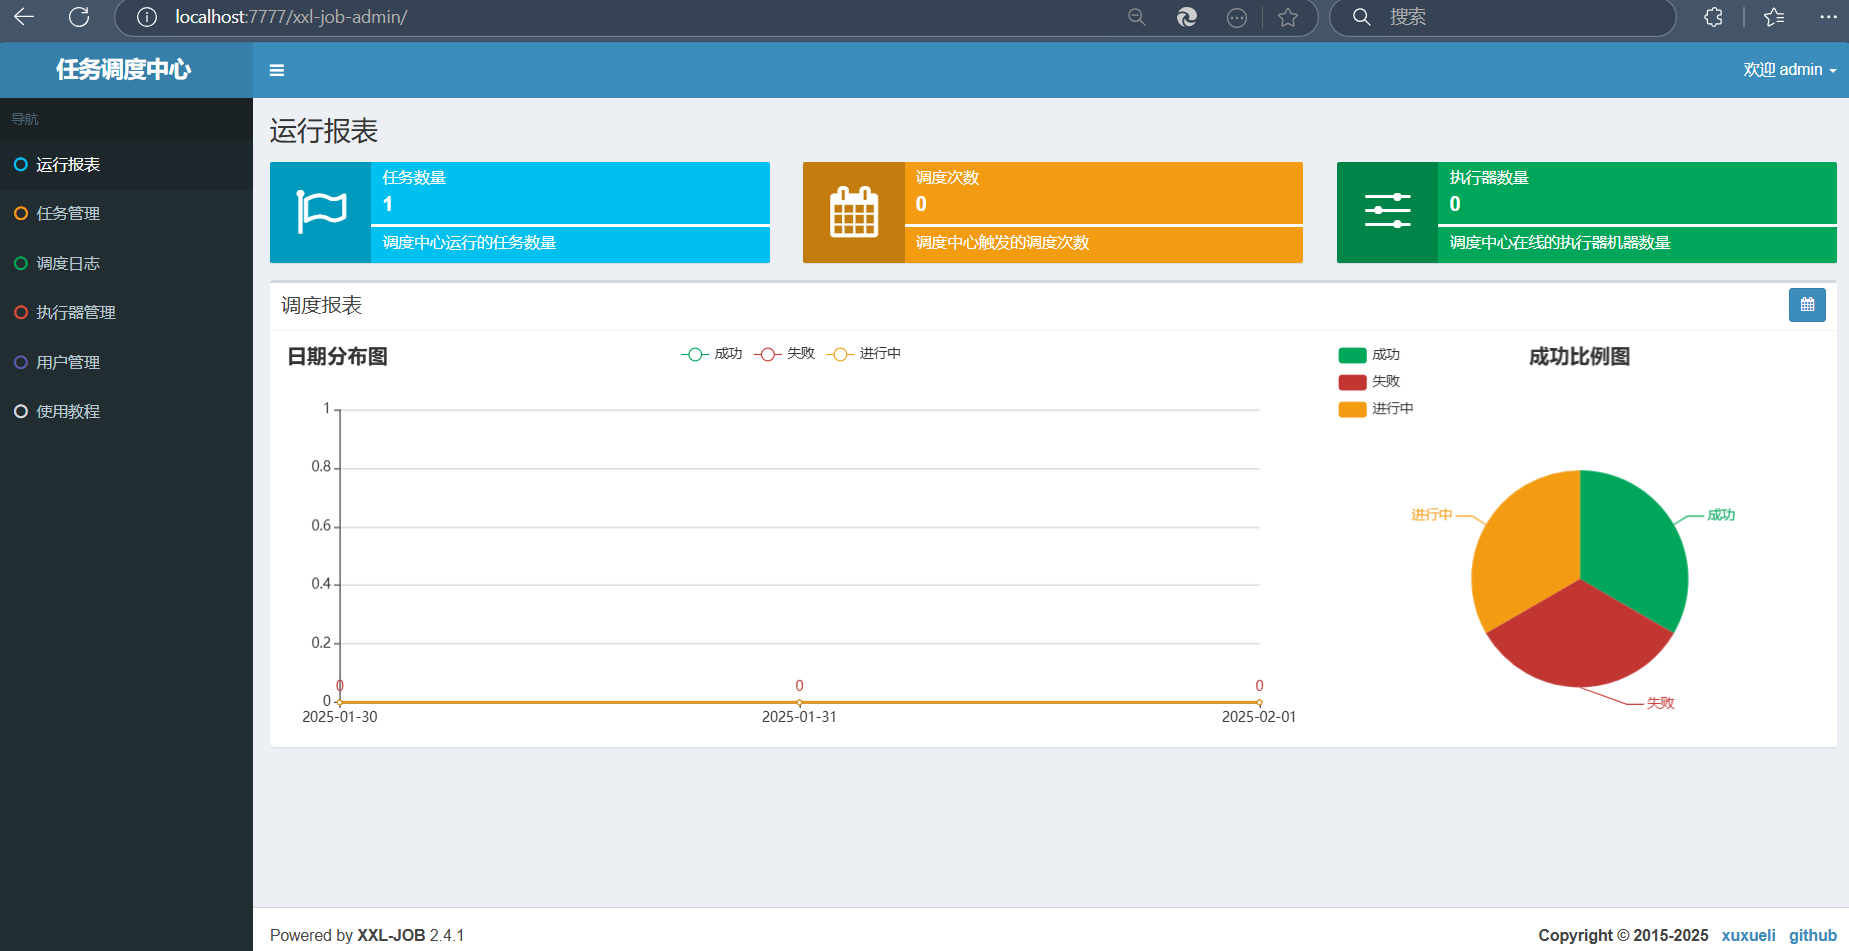 localhost:7777/xxl-job-admin/
搜索
任务调度中心
欢迎 admin
导航
运行报表
任务管理
调度日志
执行器管理
用户管理
使用教程
运行报表
任务数量
1
调度中心运行的任务数量
调度次数
0
调度中心触发的调度次数
执行器数量
0
调度中心在线的执行器机器数量
调度报表
日期分布图
成功 失败 进行中
1
0.8
0.6
0.4
0.2
0
0 0 0
2025-01-30 2025-01-31 2025-02-01
成功比例图
成功
失败
进行中
进行中
成功
失败
Powered by XXL-JOB 2.4.1
Copyright © 2015-2025 xuxueli github